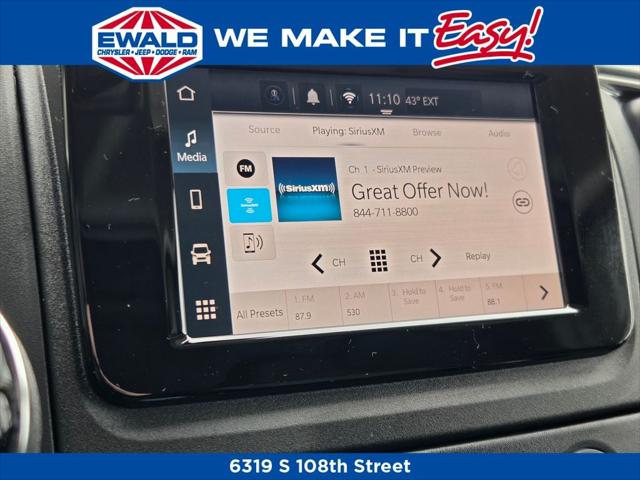 EWALD
CHRYSLER • JEEP • DODGE • RAM
WE MAKE IT Easy!
11:10 43° EXT
Source Playing: SiriusXM Browse Audio
Media
FM
Ch 1 - SiriusXM Preview
((SiriusXM))
Great Offer Now!
844-711-8800
SiriusXM
CH CH Replay
All Presets
1. FM
87.9
2. AM
530
3. Hold to
Save
4. Hold to
Save
5. FM
88.1
6319 S 108th Street